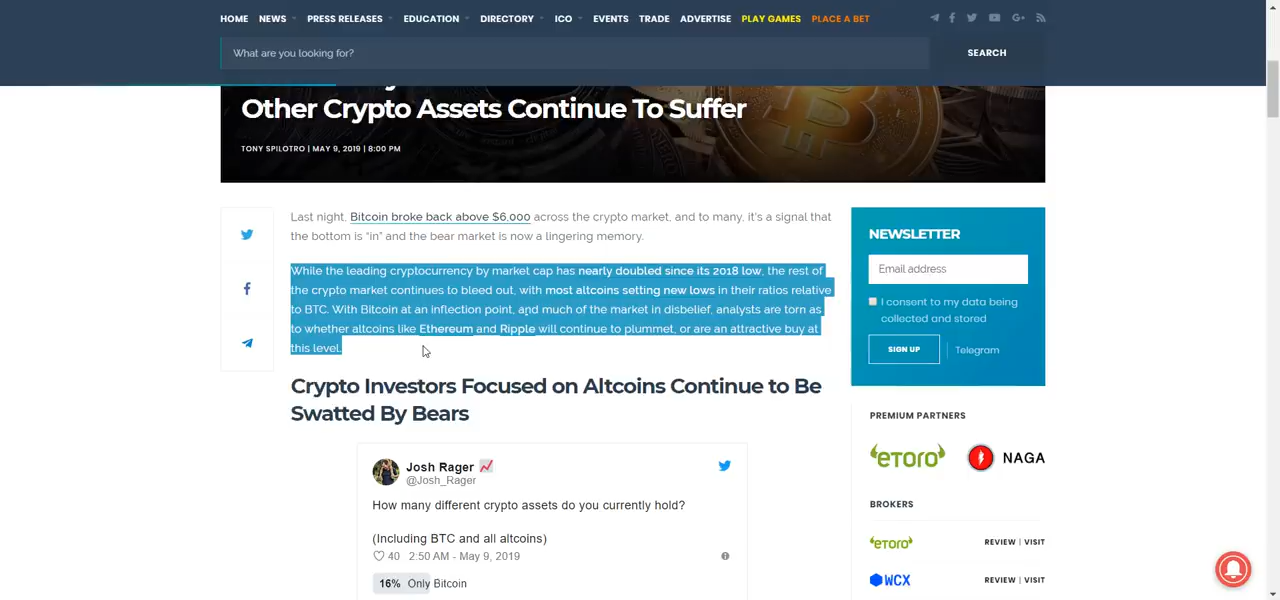 HOME NEWS PRESS RELEASES EDUCATION DIRECTORY ICO EVENTS TRADE ADVERTISE PLAY GAMES PLACE A BET
What are you looking for?
SEARCH
Other Crypto Assets Continue To Suffer
TONY SPILOTRO | MAY 9, 2019 | 8:00 PM
Last night, Bitcoin broke back above $6,000 across the crypto market, and to many, it's a signal that
the bottom is “in” and the bear market is now a lingering memory.
While the leading cryptocurrency by market cap has nearly doubled since its 2018 low, the rest of
the crypto market continues to bleed out, with most altcoins setting new lows in their ratios relative
to BTC. With Bitcoin at an inflection point, and much of the market in disbelief, analysts are torn as
to whether altcoins like Ethereum and Ripple will continue to plummet, or are an attractive buy at
this level.
Crypto Investors Focused on Altcoins Continue to Be
Swatted By Bears
Josh Rager
@Josh_Rager
How many different crypto assets do you currently hold?
(Including BTC and all altcoins)
40 2:50 AM - May 9, 2019
16% Only Bitcoin
NEWSLETTER
Email address
I consent to my data being
collected and stored
SIGN UP
Telegram
PREMIUM PARTNERS
eToro
NAGA
BROKERS
eToro REVIEW | VISIT
WCX REVIEW | VISIT